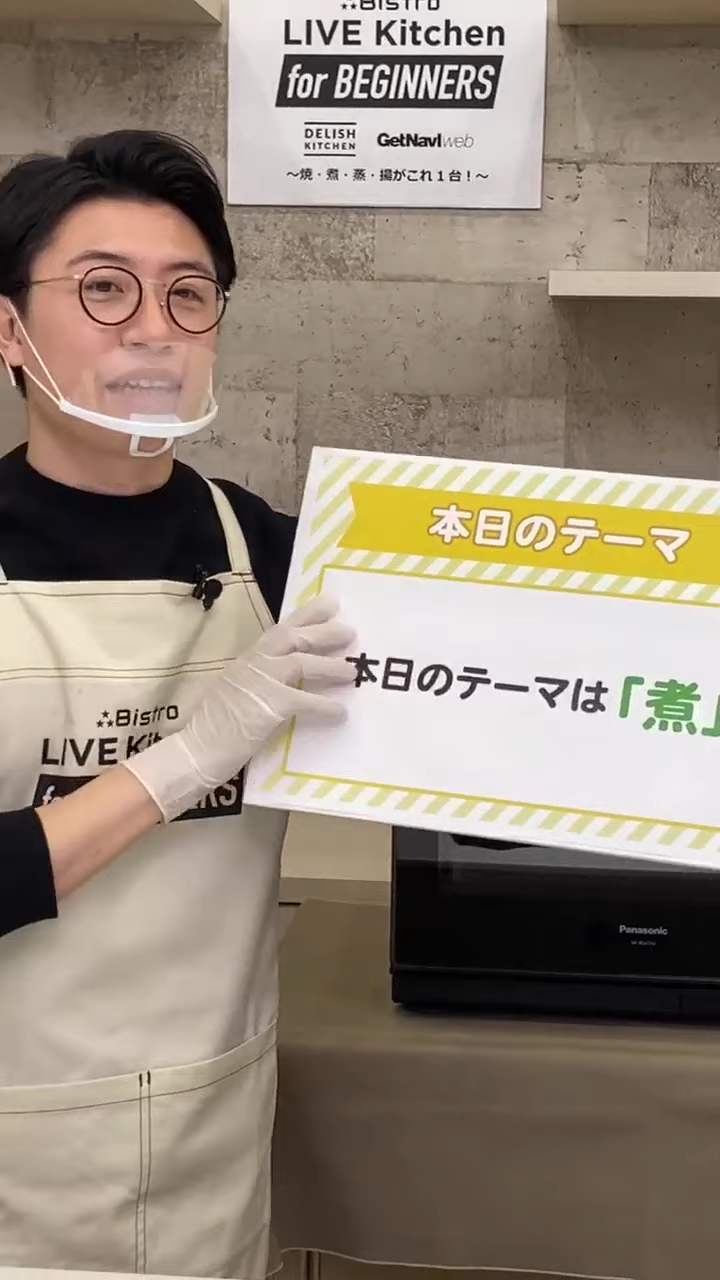 Bistro
LIVE Kitchen
for BEGINNERS
DELISH
KITCHEN
GetNavi web
～焼・煮・蒸・揚がこれ1台！～
本日のテーマ
本日のテーマは「煮」
Bistro
LIVE Kit
Panasonic